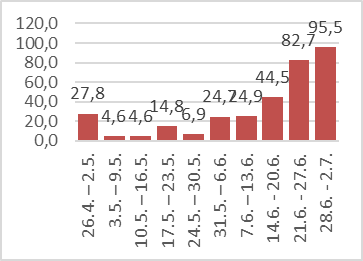 120,0
100,0
80,0
60,0
40,0
20,0
0,0
27,8
4,6
4,6
14,8
6,9
24,7
24,9
44,5
82,7
95,5
26.4. – 2.5.
3.5. – 9.5.
10.5. – 16.5.
17.5. – 23.5.
24.5. – 30.5.
31.5. – 6.6.
7.6. – 13.6.
14.6. - 20.6.
21.6. - 27.6.
28.6. - 2.7.